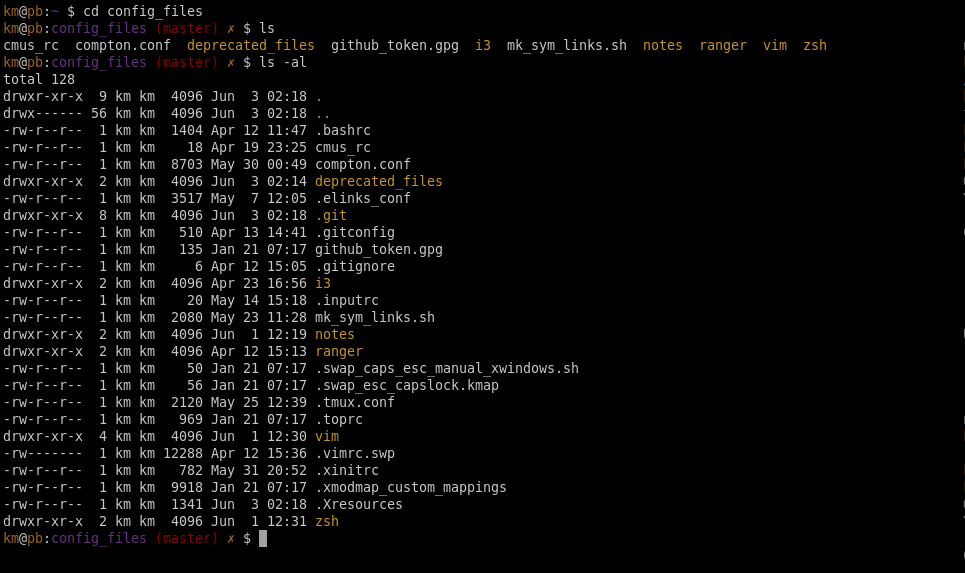 km@pb:~ $ cd config_files
km@pb:config_files (master) ✗ $ ls
cmus_rc  compton.conf  deprecated_files  github_token.gpg  i3  mk_sym_links.sh  notes  ranger  vim  zsh
km@pb:config_files (master) ✗ $ ls -al
total 128
drwxr-xr-x  9 km km  4096 Jun  3 02:18 .
drwx------ 56 km km  4096 Jun  3 02:18 ..
-rw-r--r--  1 km km  1404 Apr 12 11:47 .bashrc
-rw-r--r--  1 km km    18 Apr 19 23:25 cmus_rc
-rw-r--r--  1 km km  8703 May 30 00:49 compton.conf
drwxr-xr-x  2 km km  4096 Jun  3 02:14 deprecated_files
-rw-r--r--  1 km km  3517 May  7 12:05 .elinks_conf
drwxr-xr-x  8 km km  4096 Jun  3 02:18 .git
-rw-r--r--  1 km km   510 Apr 13 14:41 .gitconfig
-rw-r--r--  1 km km   135 Jan 21 07:17 github_token.gpg
-rw-r--r--  1 km km     6 Apr 12 15:05 .gitignore
drwxr-xr-x  2 km km  4096 Apr 23 16:56 i3
-rw-r--r--  1 km km    20 May 14 15:18 .inputrc
-rw-r--r--  1 km km  2080 May 23 11:28 mk_sym_links.sh
drwxr-xr-x  2 km km  4096 Jun  1 12:19 notes
drwxr-xr-x  2 km km  4096 Apr 12 15:13 ranger
-rw-r--r--  1 km km    50 Jan 21 07:17 .swap_caps_esc_manual_xwindows.sh
-rw-r--r--  1 km km    56 Jan 21 07:17 .swap_esc_capslock.kmap
-rw-r--r--  1 km km  2120 May 25 12:39 .tmux.conf
-rw-r--r--  1 km km   969 Jan 21 07:17 .toprc
drwxr-xr-x  4 km km  4096 Jun  1 12:30 vim
-rw-------  1 km km 12288 Apr 12 15:36 .vimrc.swp
-rw-r--r--  1 km km   782 May 31 20:52 .xinitrc
-rw-r--r--  1 km km  9918 Jan 21 07:17 .xmodmap_custom_mappings
-rw-r--r--  1 km km  1341 Jun  3 02:18 .Xresources
drwxr-xr-x  2 km km  4096 Jun  1 12:31 zsh
km@pb:config_files (master) ✗ $